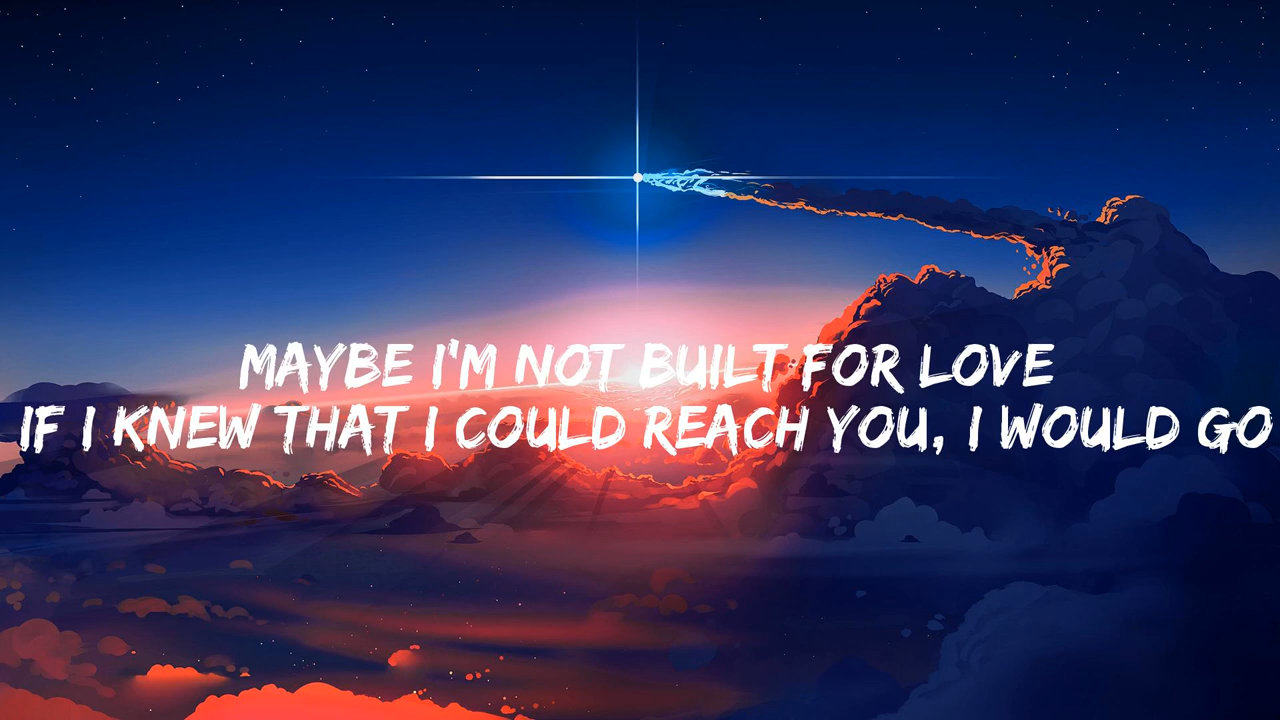 MAYBE I'M NOT BUILT FOR LOVE
IF I KNEW THAT I COULD REACH YOU, I WOULD GO